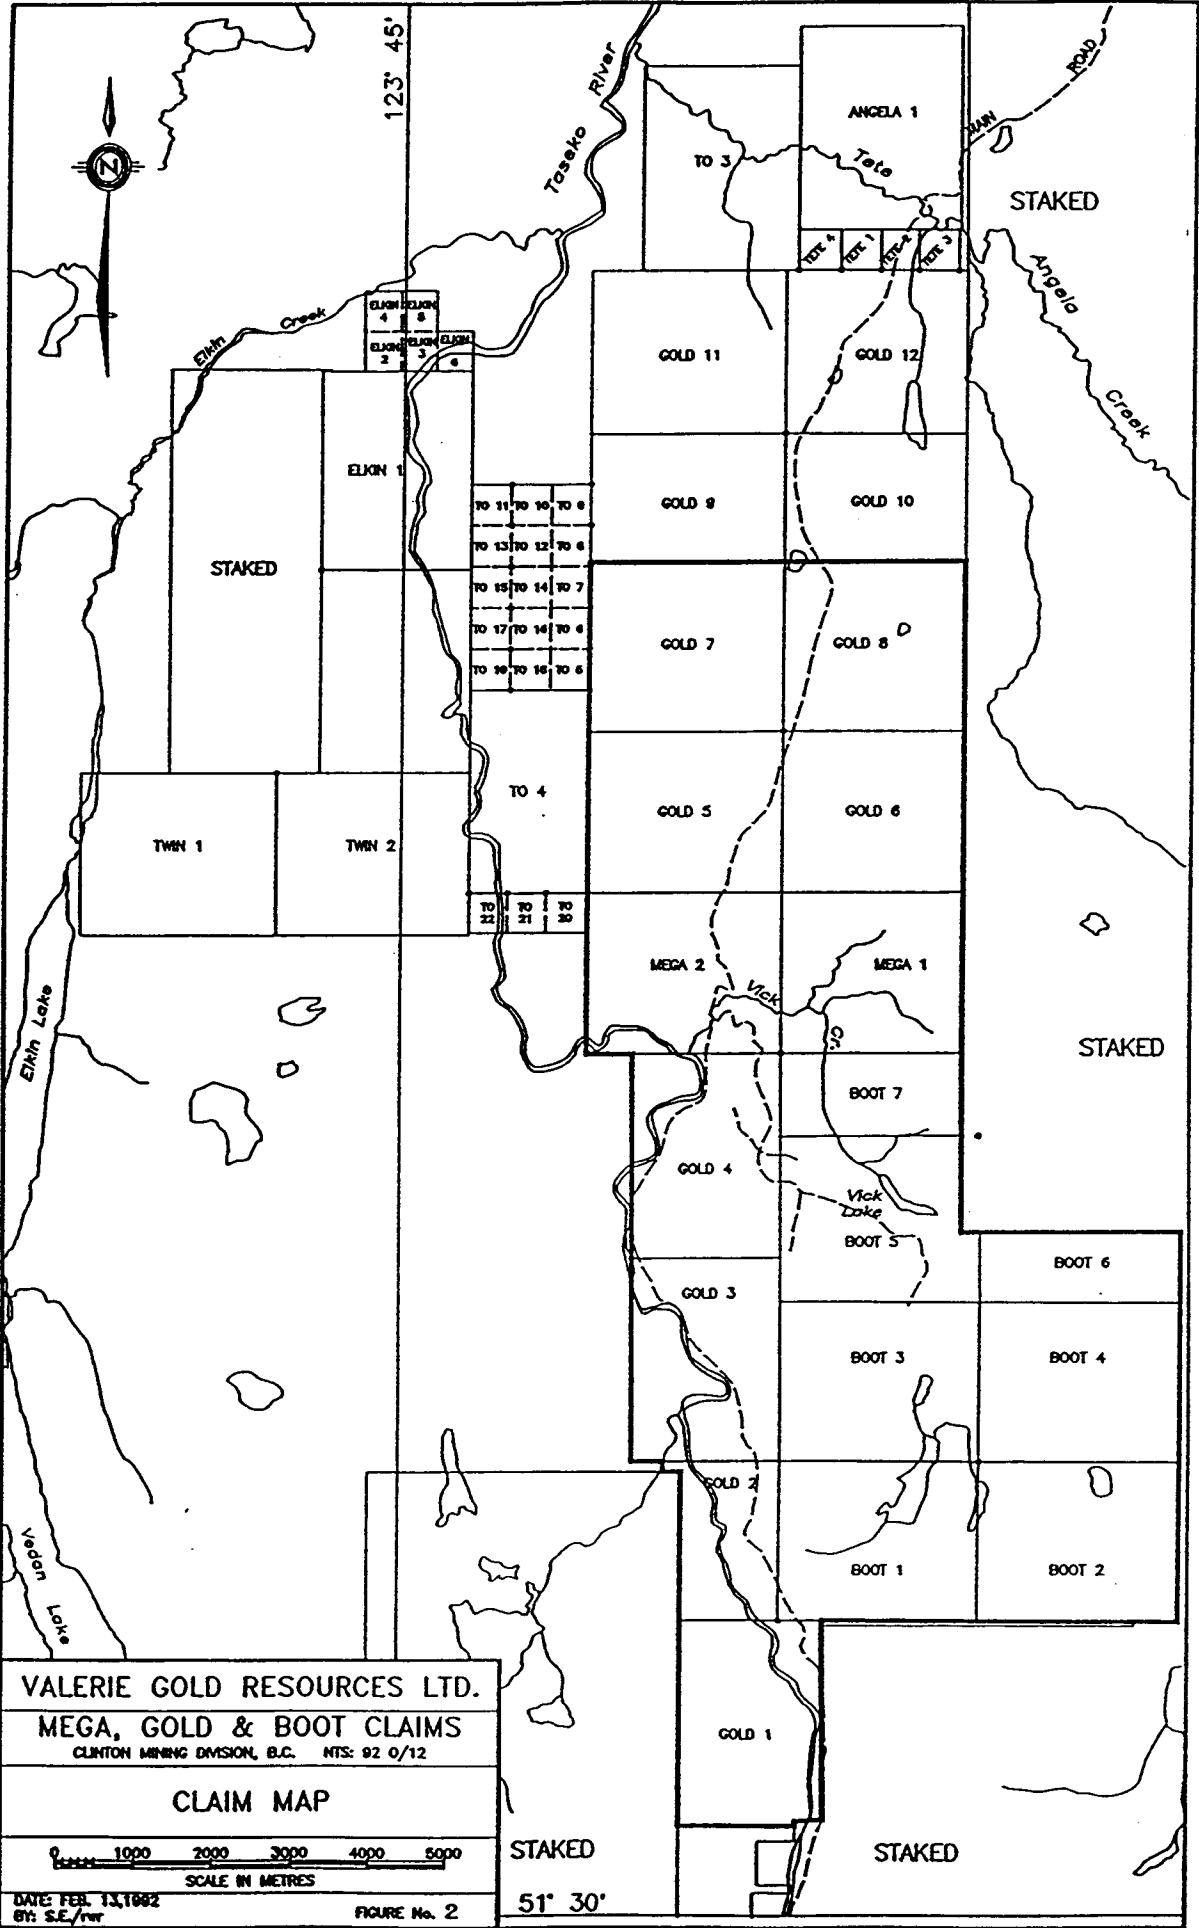 123° 45'
Taseko River
MAIN ROAD
ANGELA 1
TO 3
Tete
STAKED
N
TETE 4
TETE 1
TETE 2
TETE 3
Angela Creek
ELKIN 4
ELKIN 5
Elkin Creek
ELKIN 2
ELKIN 3
ELKIN 6
GOLD 11
GOLD 12
ELKIN 1
TO 11
TO 10
GOLD 9
GOLD 10
TO 13
TO 12
STAKED
TO 15
TO 14
TO 7
TO 17
TO 16
TO 6
GOLD 7
GOLD 8
TO 19
TO 18
TO 5
TO 4
GOLD 5
GOLD 6
TWIN 1
TWIN 2
TO 22
TO 21
TO 20
MEGA 2
MEGA 1
Vick Cr.
Elkin Lake
STAKED
BOOT 7
GOLD 4
Vick Lake
BOOT 5
BOOT 6
GOLD 3
BOOT 3
BOOT 4
GOLD 2
Vedan Lake
BOOT 1
BOOT 2
GOLD 1
STAKED
STAKED
51° 30'
VALERIE GOLD RESOURCES LTD.
MEGA, GOLD & BOOT CLAIMS
CLINTON MINING DIVISION, B.C. NTS: 92 O/12
CLAIM MAP
0 1000 2000 3000 4000 5000
SCALE IN METRES
DATE: FEB. 13,1992
BY: S.E./rwr
FIGURE No. 2